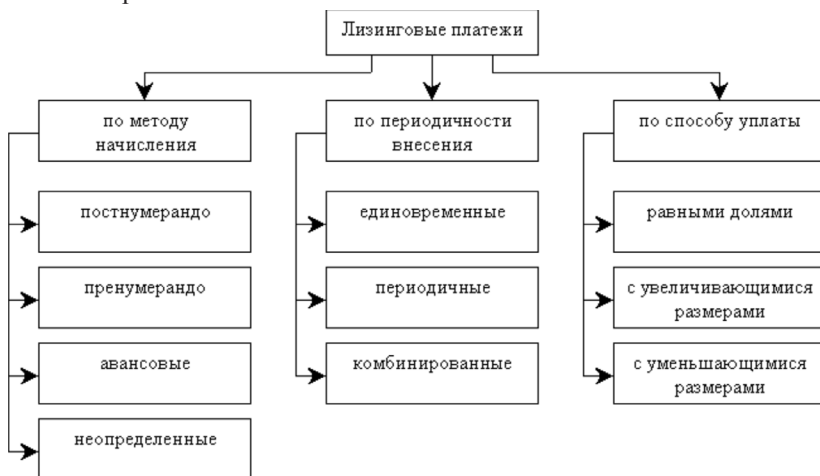 Лизинговые платежи
по методу
начисления
постнумерандо
пренумерандо
авансовые
неопределенные
по периодичности
внесения
единовременные
периодичные
комбинированные
по способу уплаты
равными долями
с увеличивающимися
размерами
с уменьшающимися
размерами